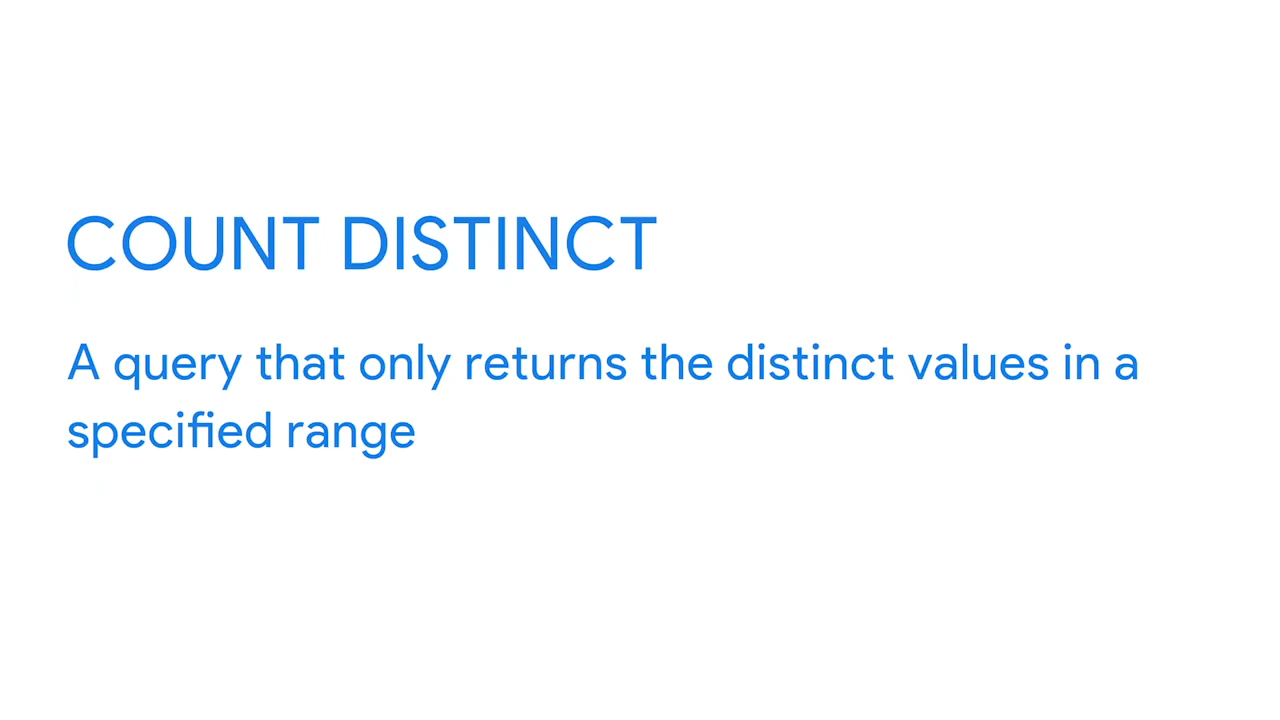 COUNT DISTINCT
A query that only returns the distinct values in a
specified range